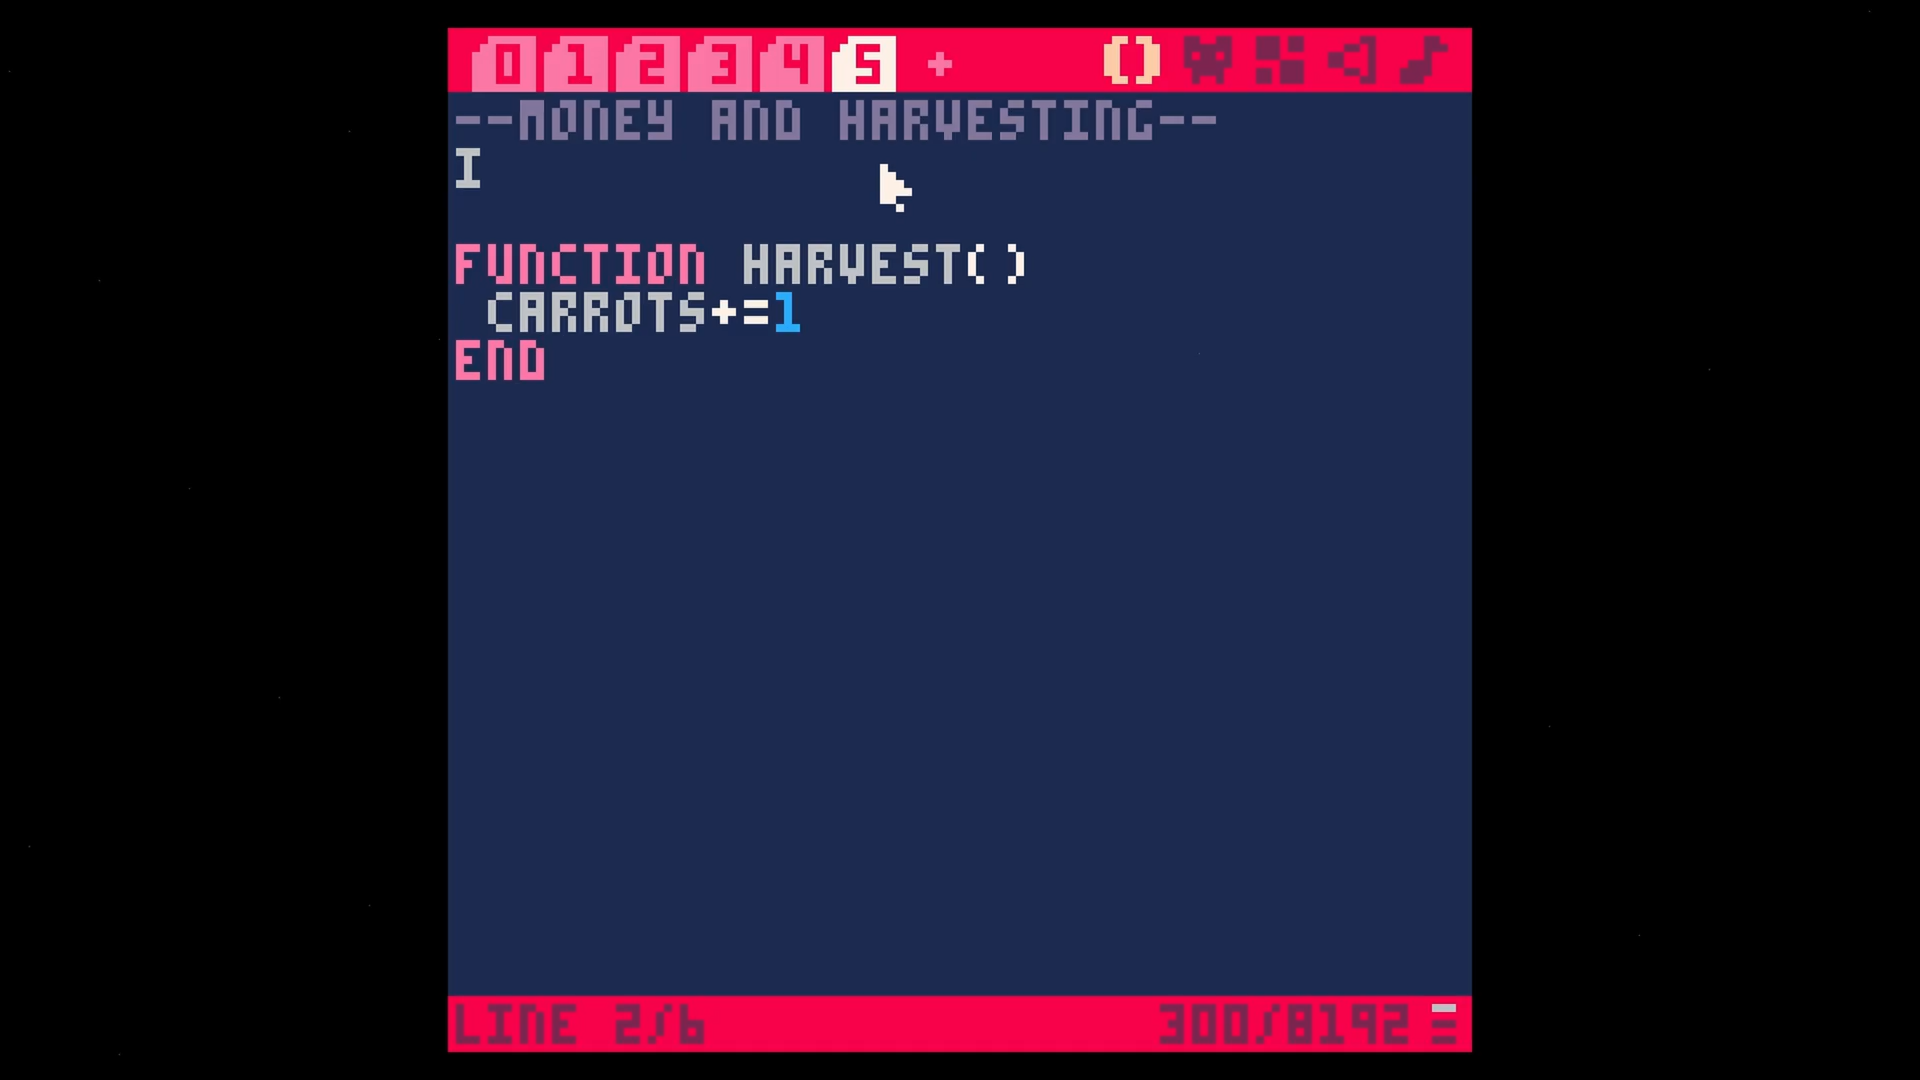 0 1 2 3 4 5 +
--MONEY AND HARVESTING--
I

FUNCTION HARVEST()
 CARROTS+=1
END
LINE 2/6 300/8192